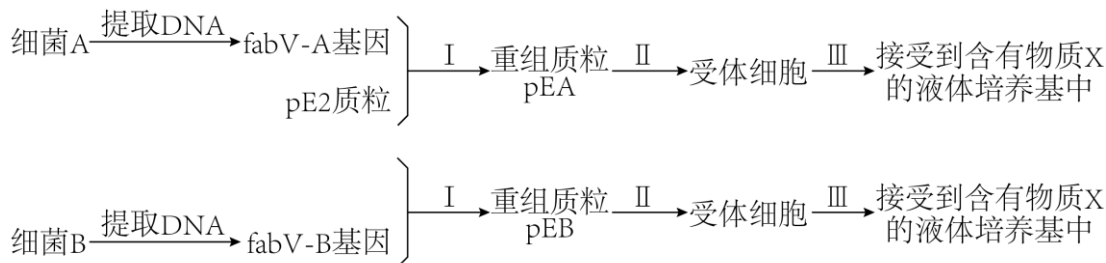 细菌A 提取DNA fabV-A基因 Ⅰ 重组质粒 Ⅱ 受体细胞 Ⅲ 接受到含有物质X
pE2质粒 pEA 的液体培养基中
细菌B 提取DNA fabV-B基因 Ⅰ 重组质粒 Ⅱ 受体细胞 Ⅲ 接受到含有物质X
pEB 的液体培养基中